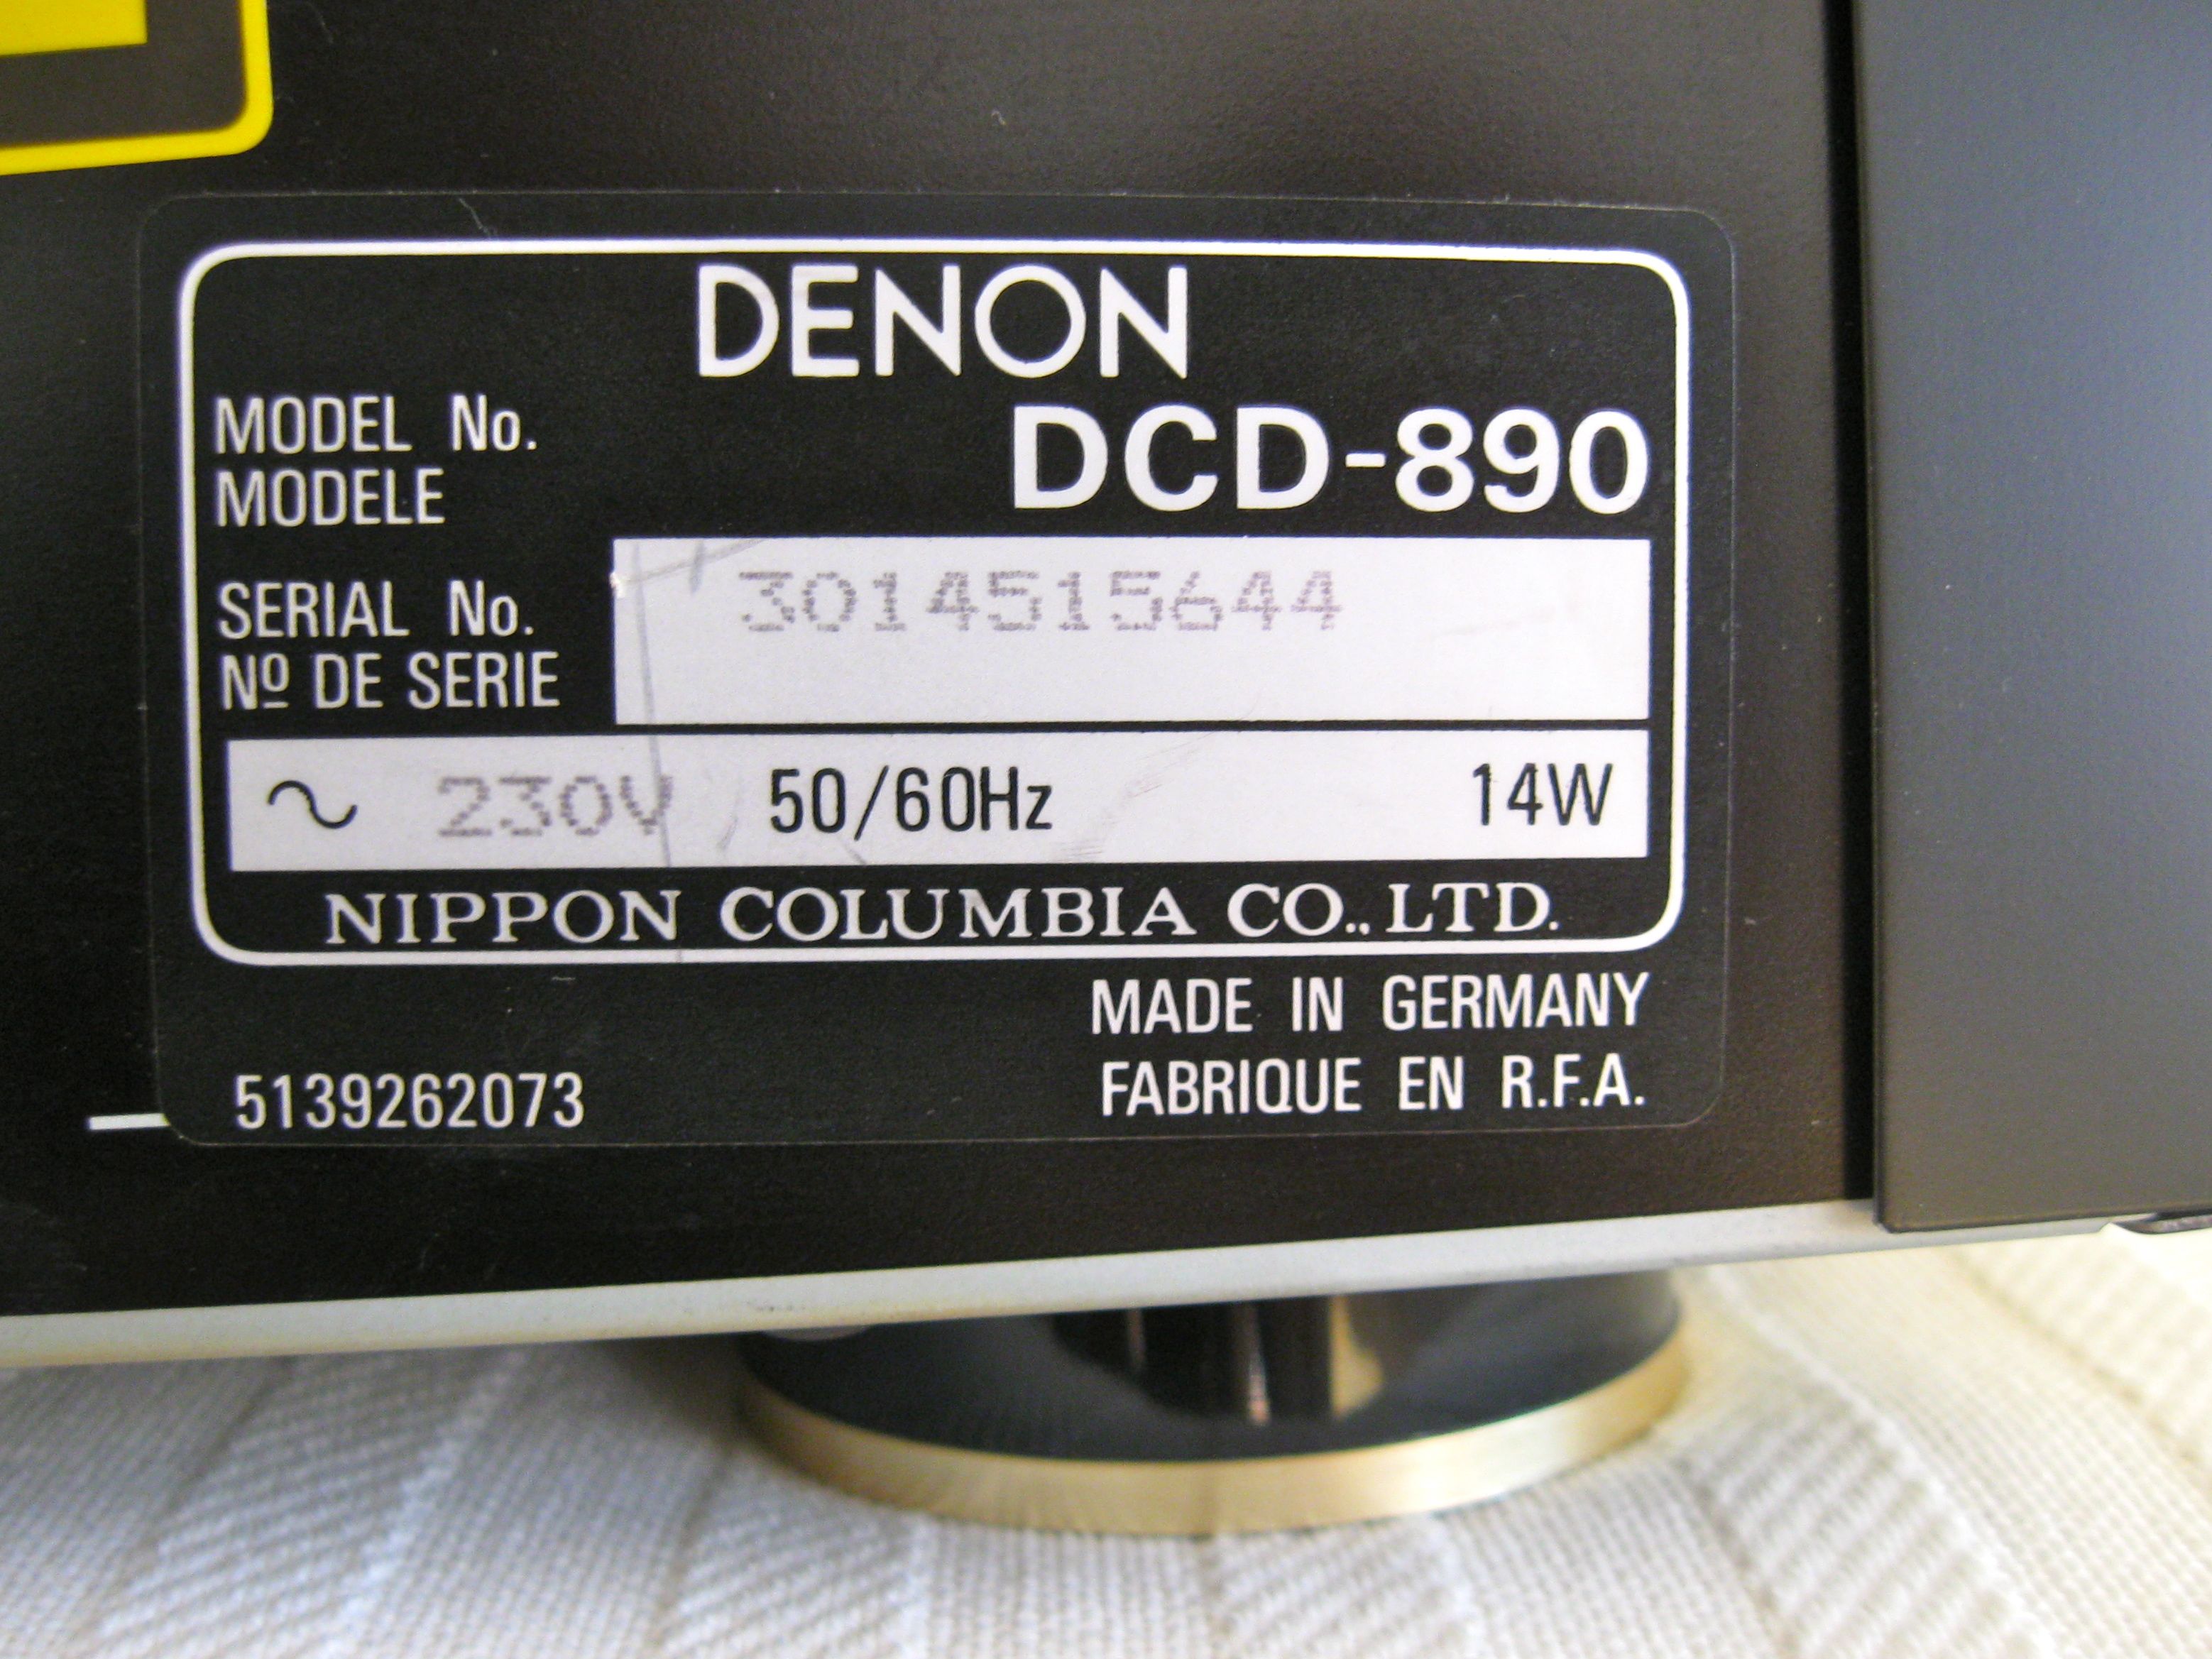 DENON
MODEL No.
MODELE
DCD-890
SERIAL No.
Nº DE SERIE
3014515644
~ 230V 50/60Hz 14W
NIPPON COLUMBIA CO., LTD.
MADE IN GERMANY
FABRIQUE EN R.F.A.
5139262073